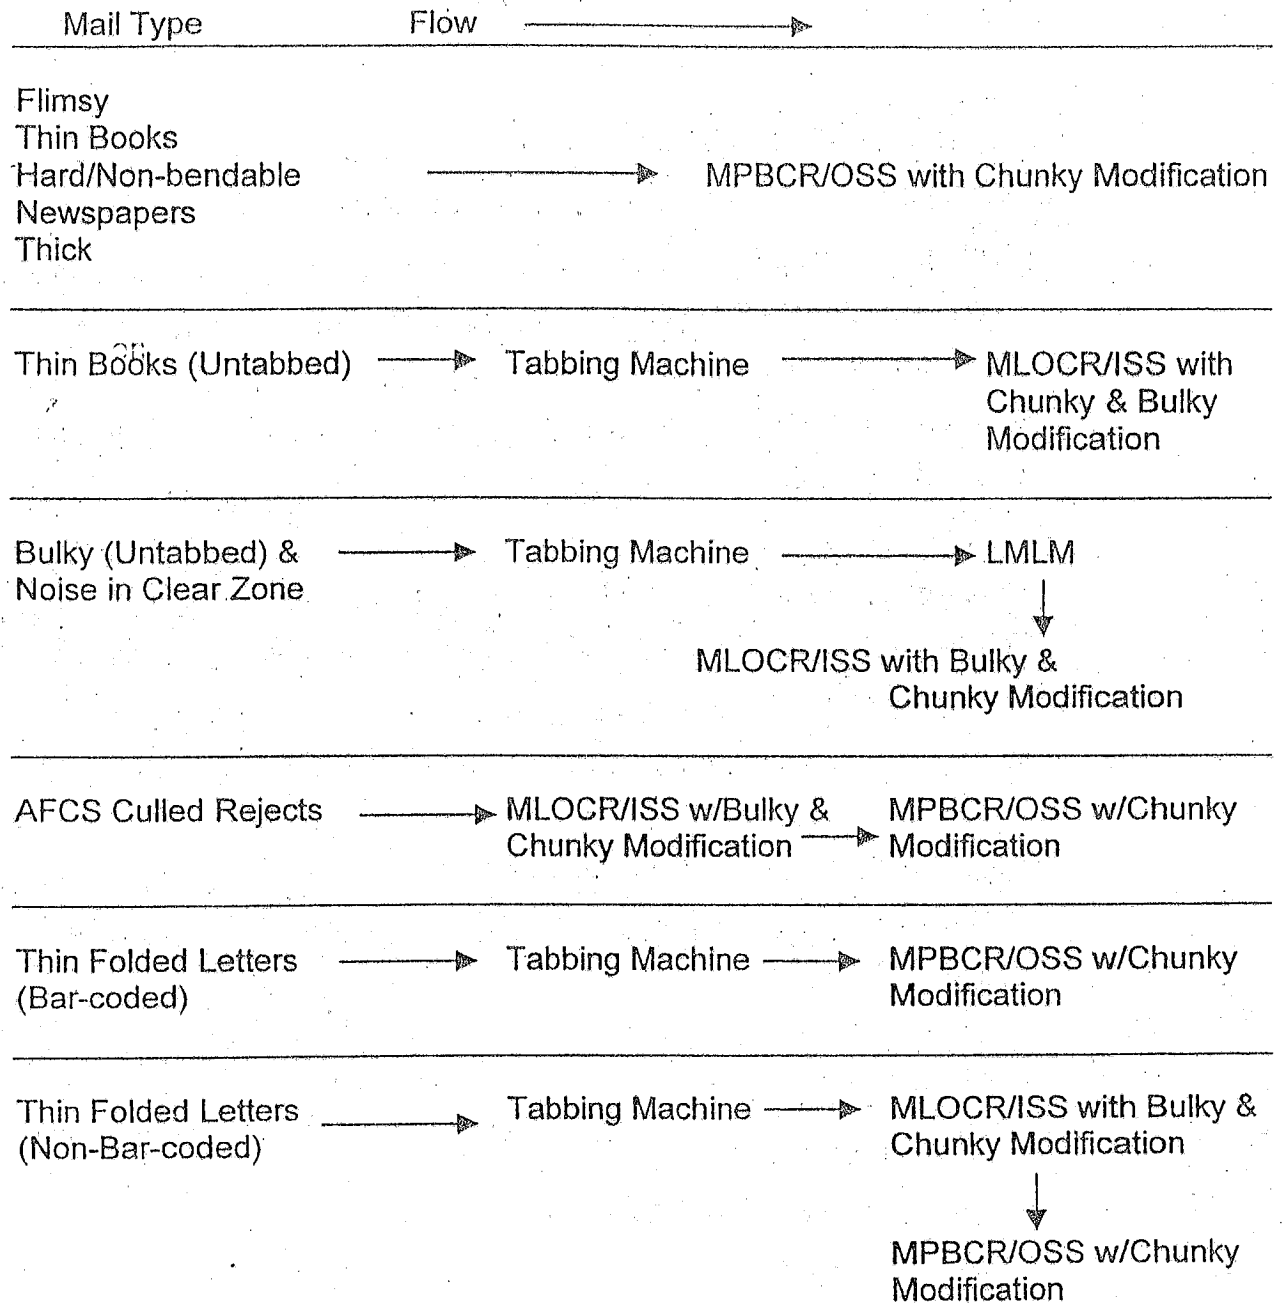 Mail Type Flow
Flimsy
Thin Books
Hard/Non-bendable
Newspapers
Thick
MPBCR/OSS with Chunky Modification
Thin Books (Untabbed) Tabbing Machine MLOCR/ISS with
Chunky & Bulky
Modification
Bulky (Untabbed) & Tabbing Machine LMLM
Noise in Clear Zone
MLOCR/ISS with Bulky &
Chunky Modification
AFCS Culled Rejects MLOCR/ISS w/Bulky & MPBCR/OSS w/Chunky
Chunky Modification Modification
Thin Folded Letters Tabbing Machine MPBCR/OSS w/Chunky
(Bar-coded) Modification
Thin Folded Letters Tabbing Machine MLOCR/ISS with Bulky &
(Non-Bar-coded) Chunky Modification
MPBCR/OSS w/Chunky
Modification